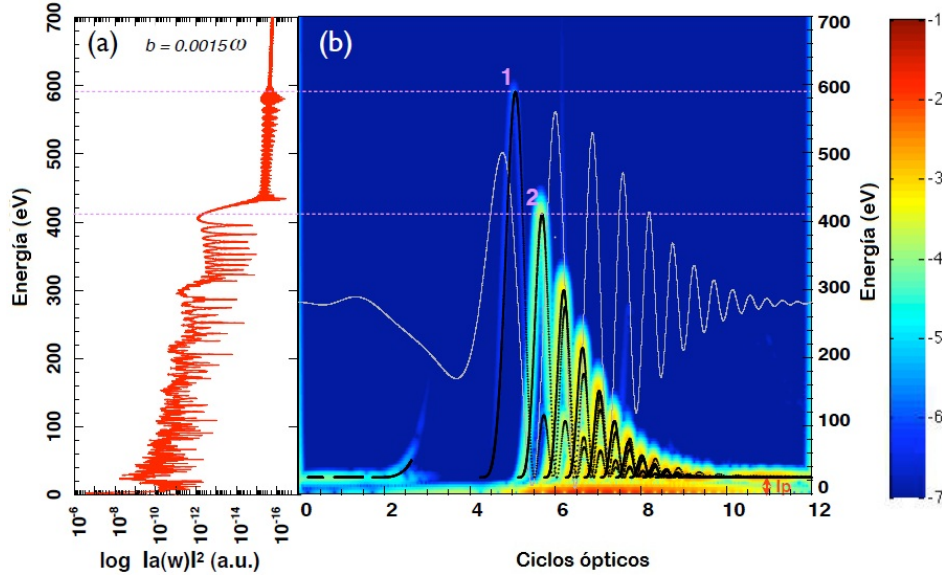 (a)
b = 0.0015ω
(b)
1
2
Ip
700
600
500
400
300
200
100
0
Energía (eV)
10⁻⁶ 10⁻⁸ 10⁻¹⁰ 10⁻¹² 10⁻¹⁴ 10⁻¹⁶
log |a(w)|² (a.u.)
0 2 4 6 8 10 12
Ciclos ópticos
700
600
500
400
300
200
100
0
Energía (eV)
-1
-2
-3
-4
-5
-6
-7